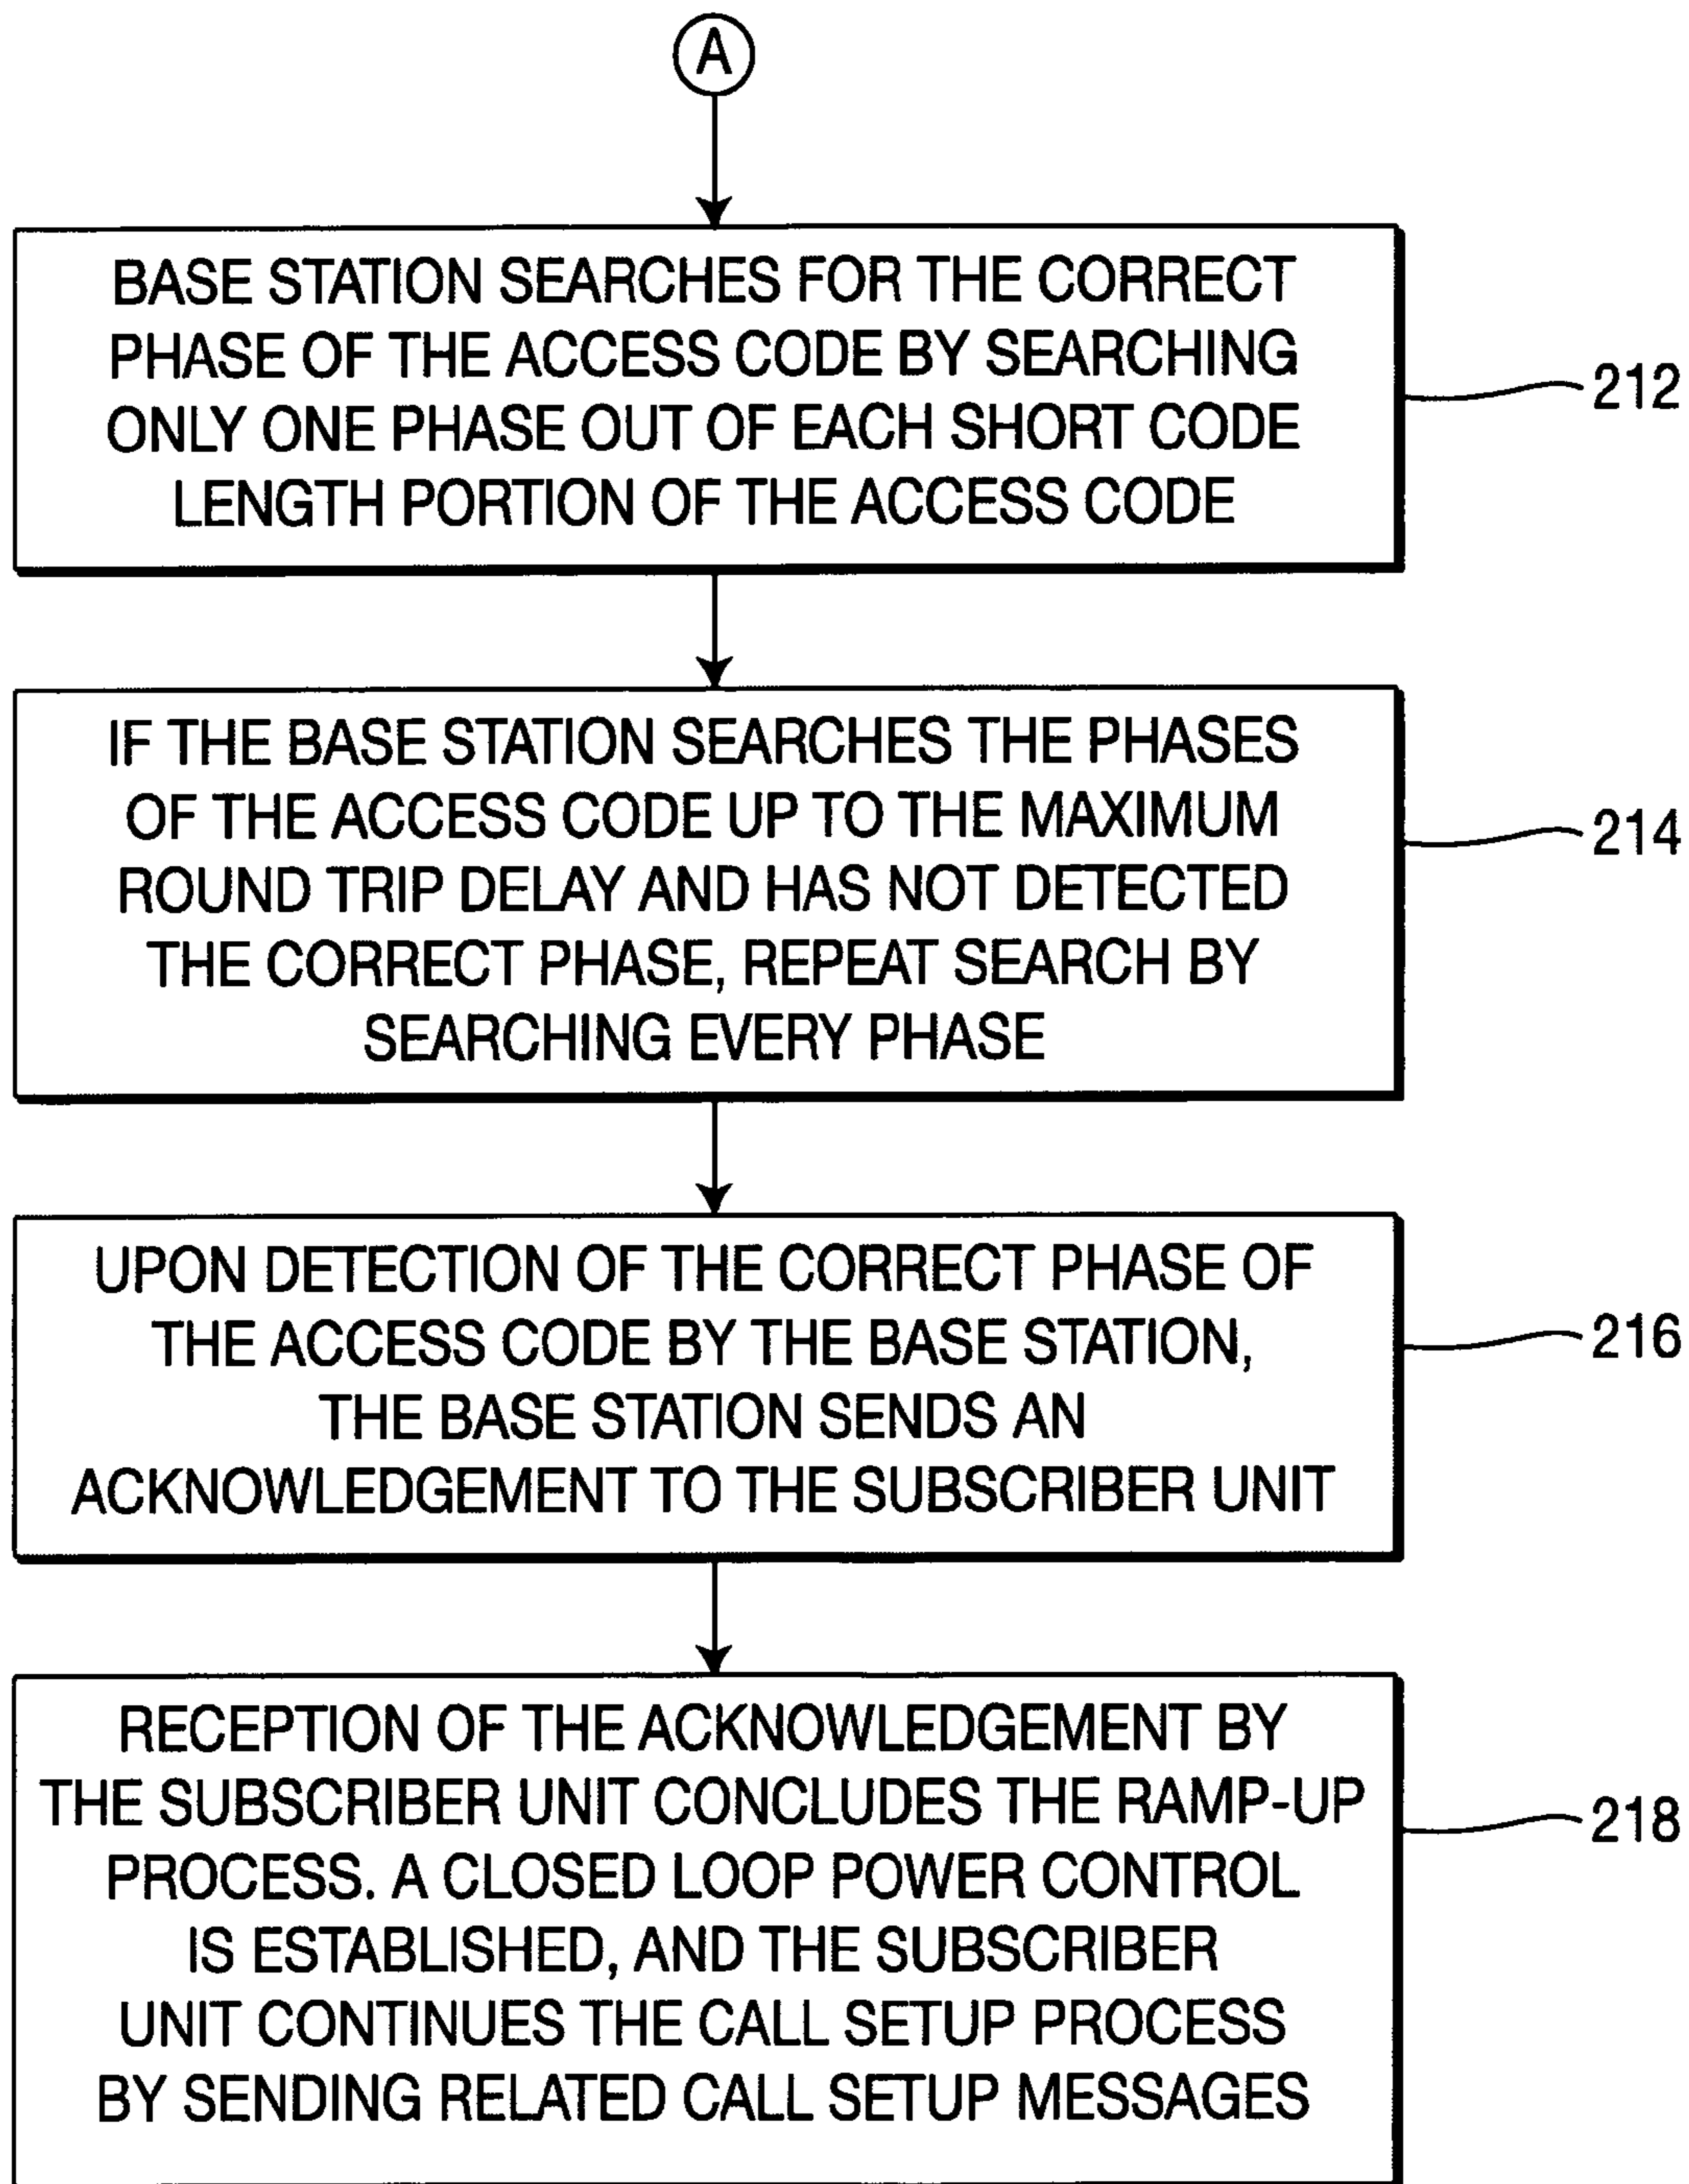 A
BASE STATION SEARCHES FOR THE CORRECT
PHASE OF THE ACCESS CODE BY SEARCHING
ONLY ONE PHASE OUT OF EACH SHORT CODE
LENGTH PORTION OF THE ACCESS CODE
212
IF THE BASE STATION SEARCHES THE PHASES
OF THE ACCESS CODE UP TO THE MAXIMUM
ROUND TRIP DELAY AND HAS NOT DETECTED
THE CORRECT PHASE, REPEAT SEARCH BY
SEARCHING EVERY PHASE
214
UPON DETECTION OF THE CORRECT PHASE OF
THE ACCESS CODE BY THE BASE STATION,
THE BASE STATION SENDS AN
ACKNOWLEDGEMENT TO THE SUBSCRIBER UNIT
216
RECEPTION OF THE ACKNOWLEDGEMENT BY
THE SUBSCRIBER UNIT CONCLUDES THE RAMP-UP
PROCESS. A CLOSED LOOP POWER CONTROL
IS ESTABLISHED, AND THE SUBSCRIBER
UNIT CONTINUES THE CALL SETUP PROCESS
BY SENDING RELATED CALL SETUP MESSAGES
218